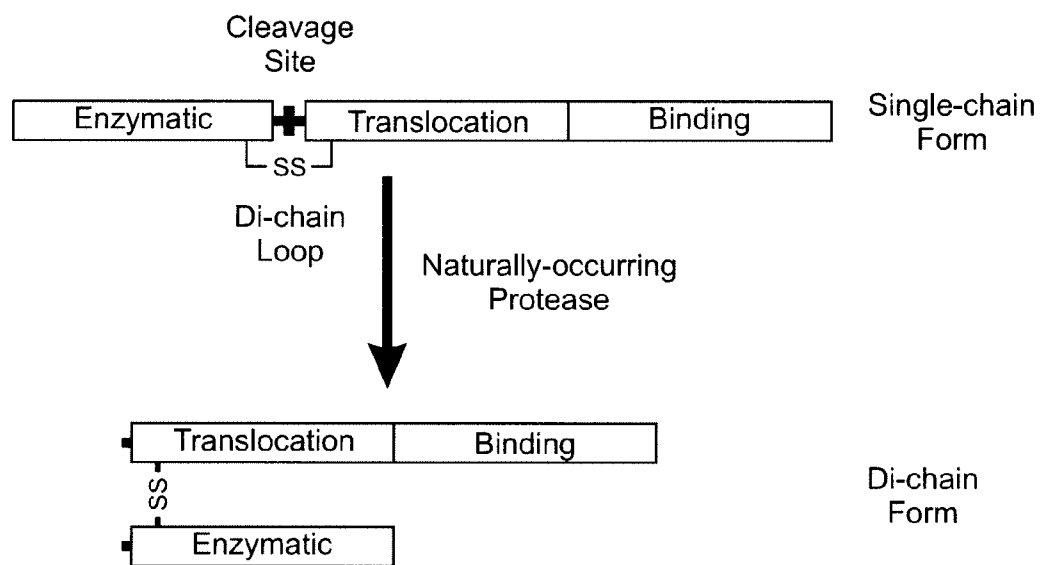 Cleavage
Site
Enzymatic
Translocation
Binding
Single-chain
Form
SS
Di-chain
Loop
Naturally-occurring
Protease
Translocation
Binding
SS
Di-chain
Form
Enzymatic